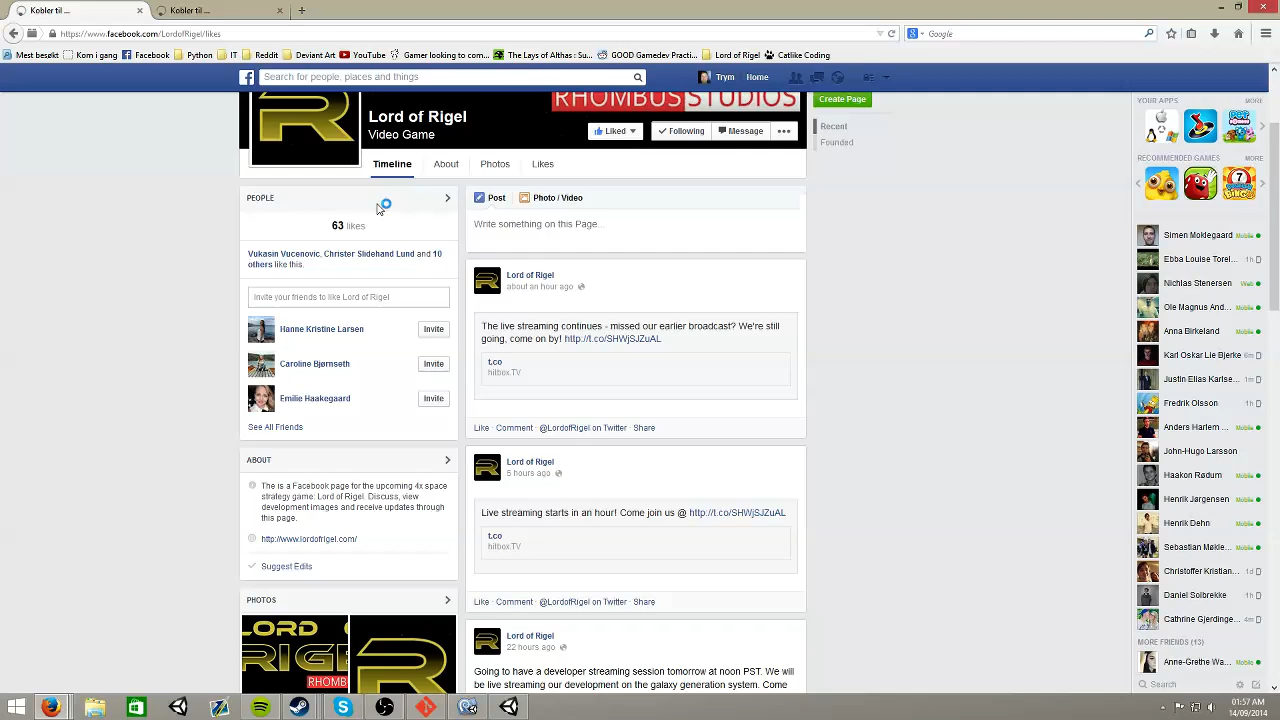 Kobler til ...
Kobler til ...
https://www.facebook.com/LordofRigel/likes
Google
Mest besøkt
Kom i gang
Facebook
Python
IT
Reddit
Deviant Art
YouTube
Gamer looking to com...
The Lays of Althas: Su...
GOOD Gamedev Practi...
Lord of Rigel
Catlike Coding
Search for people, places and things
Trym
Home
RHOMBUS STUDIOS
Lord of Rigel
Video Game
Liked
Following
Message
Timeline
About
Photos
Likes
Create Page
Recent
Founded
PEOPLE
63 likes
Vukasin Vucenovic, Christer Slidehand Lund and 10
others like this.
Invite your friends to like Lord of Rigel
Hanne Kristine Larsen
Invite
Caroline Bjørnseth
Invite
Emilie Haakegaard
Invite
See All Friends
ABOUT
This is a Facebook page for the upcoming 4x space
strategy game: Lord of Rigel. Discuss, view
development images and receive updates through
this page.
http://www.lordofrigel.com/
Suggest Edits
PHOTOS
LORD
RIG
RHOMB
Post
Photo / Video
Write something on this Page...
Lord of Rigel
about an hour ago
The live streaming continues - missed our earlier broadcast? We're still
going, come on by! http://t.co/SHWjSJZuAL
t.co
hitbox.TV
Like · Comment · @LordofRigel on Twitter · Share
Lord of Rigel
5 hours ago
Live streaming starts in an hour! Come join us @ http://t.co/SHWjSJZuAL
t.co
hitbox.TV
Like · Comment · @LordofRigel on Twitter · Share
Lord of Rigel
22 hours ago
Going to have a developer streaming session tomorrow at noon PST. We will
be live streaming our development on the galaxy generation system. Come
YOUR APPS
MORE
RECOMMENDED GAMES
MORE
Simen Moklegaard Mobile
Ebba Louise Torel... 1h
Nichlas Stenersen Web
Ole Magnus And... Mobile
Anna Birkeland Mobile
Karl Oskar Lie Bjerke 6m
Justin Elias Karlse... 1m
Fredrik Olsson 1h
Anders Harlem ... Mobile
John-Hugo Larsson
Haakon Rødum Mobile
Henrik Jørgensen Mobile
Henrik Dehn Mobile
Sebastian Møkle... Mobile
Christoffer Kristian... 1d
Daniel Solbrekke 1h
Cathrine Gjerdinge... 4m
MORE FRIENDS (13)
Anne-Grethe Wa... Mobile
Search
01:57 AM
14/09/2014